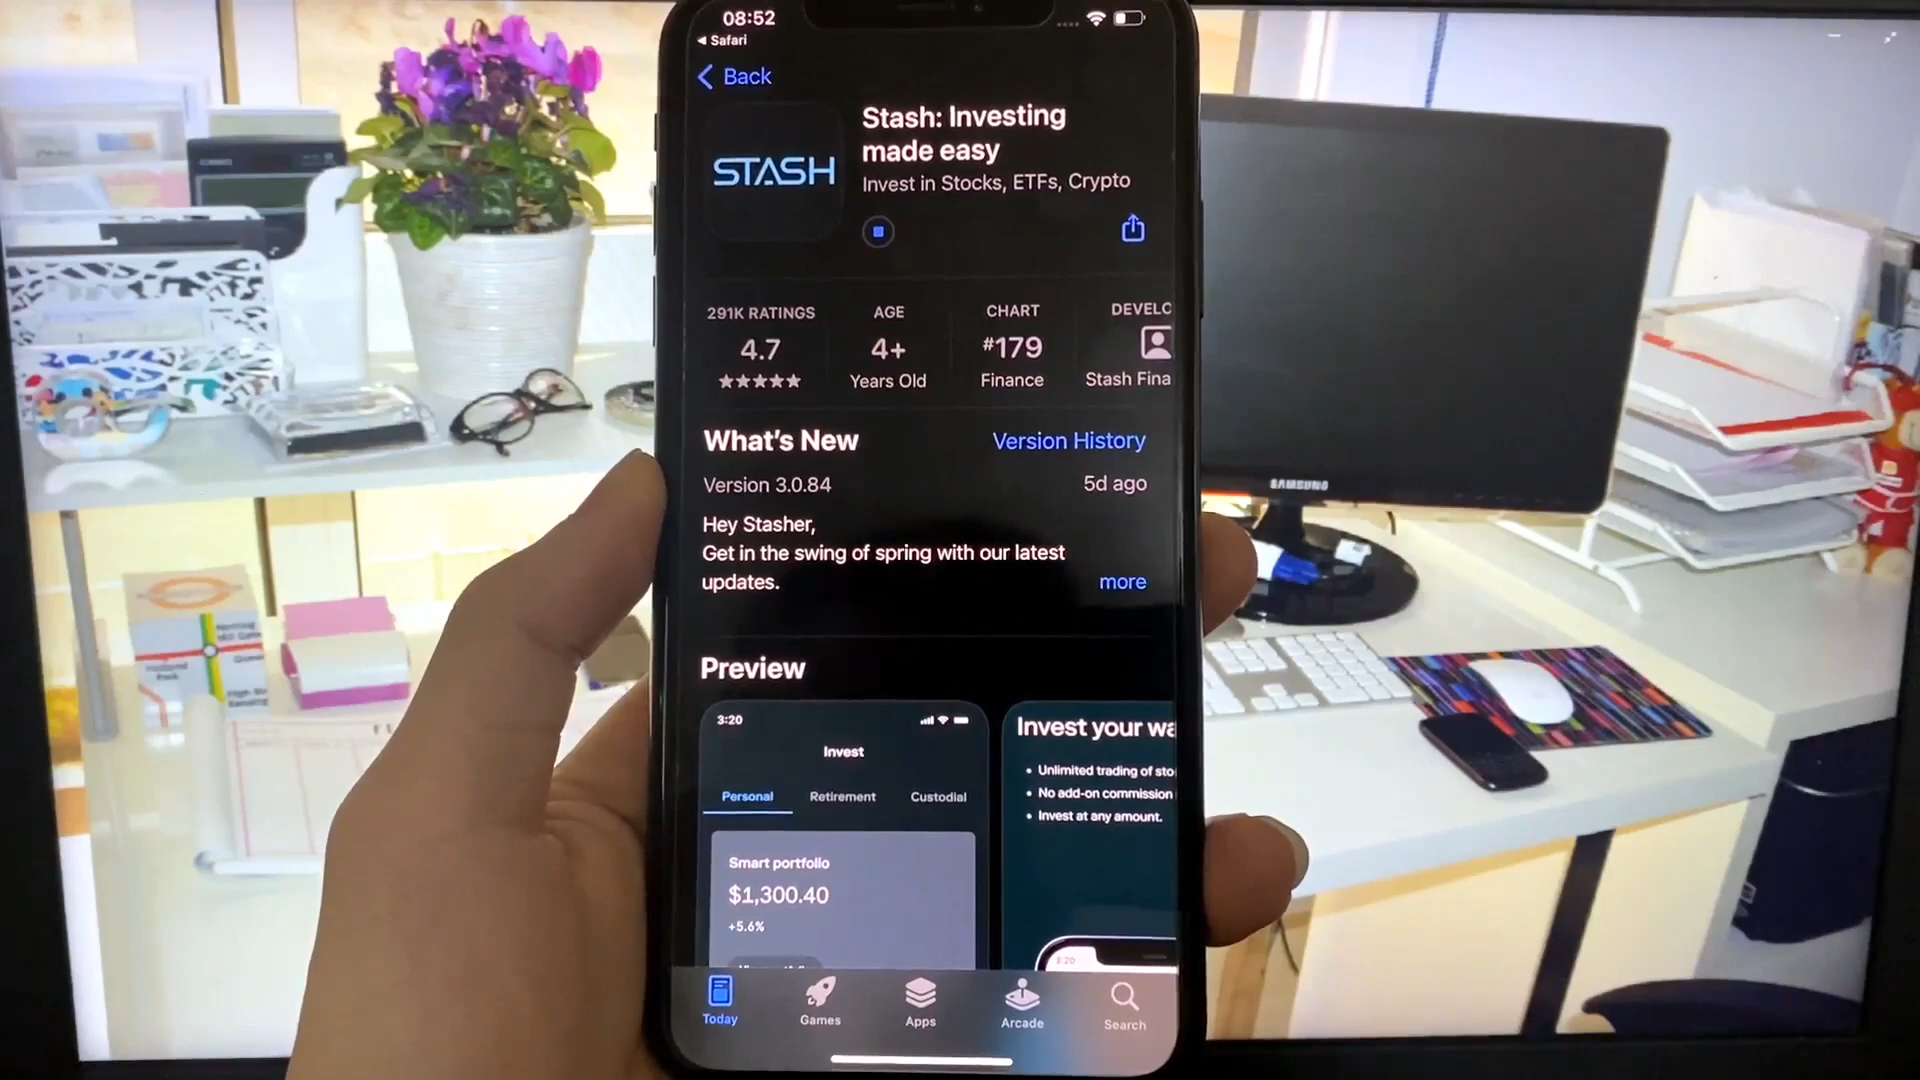 08:52
Safari
Back
STASH
Stash: Investing
made easy
Invest in Stocks, ETFs, Crypto
291K RATINGS
4.7
AGE
4+
Years Old
CHART
#179
Finance
DEVELO
Stash Fina
What's New
Version History
Version 3.0.84
5d ago
Hey Stasher,
Get in the swing of spring with our latest
updates.
more
Preview
3:20
Invest
Personal
Retirement
Custodial
Smart portfolio
$1,300.40
+5.6%
Invest your wa
Unlimited trading of sto
No add-on commission
Invest at any amount.
3:20
Today
Games
Apps
Arcade
Search
SAMSUNG
CASIO